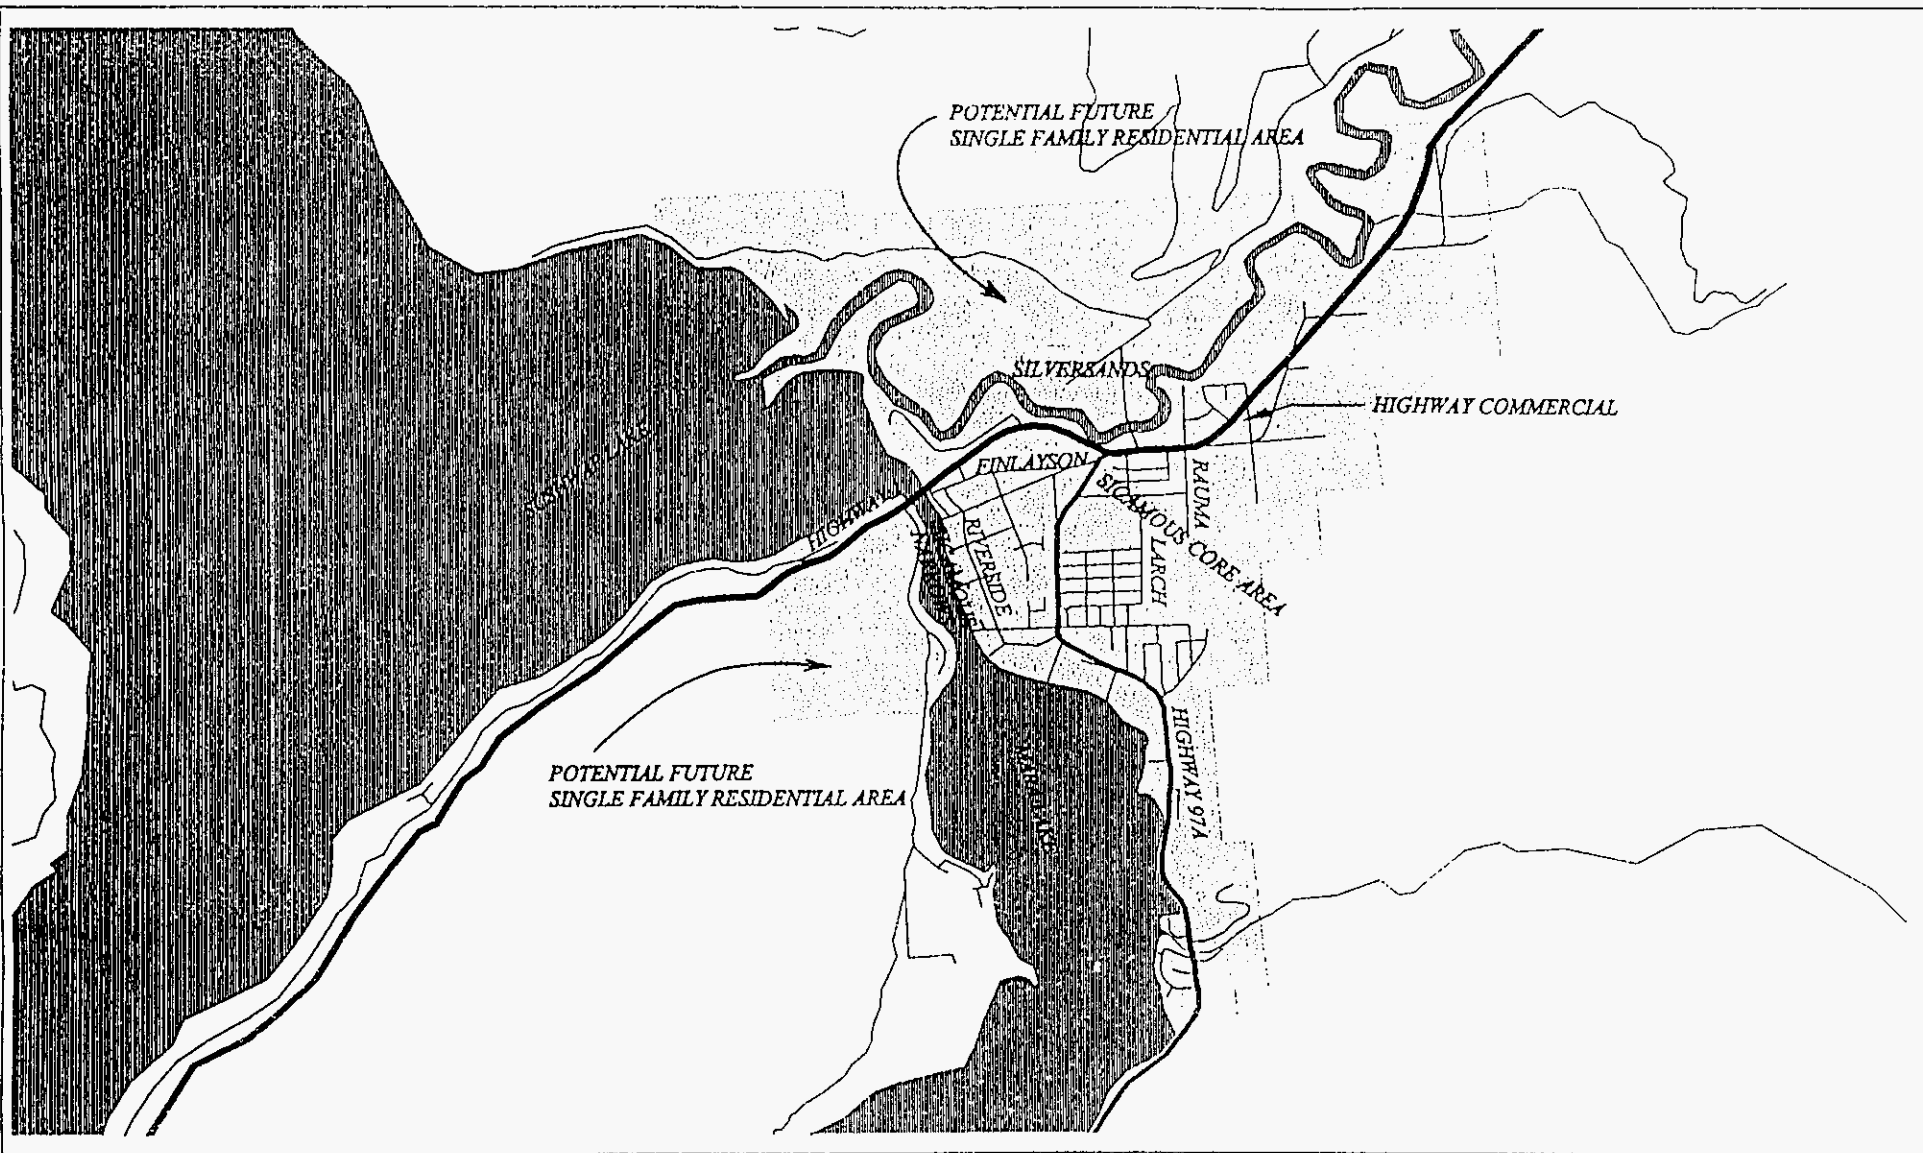 POTENTIAL FUTURE
SINGLE FAMILY RESIDENTIAL AREA
SILVERSANDS
HIGHWAY COMMERCIAL
FINLAYSON
HIGHWAY
RAUMA
SICAMOUS CORE AREA
RIVERSIDE
LARCH
POTENTIAL FUTURE
SINGLE FAMILY RESIDENTIAL AREA
HIGHWAY 97A